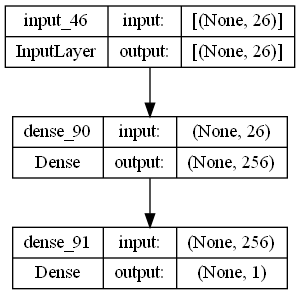 input_46 input: [(None, 26)]
InputLayer output: [(None, 26)]
dense_90 input: (None, 26)
Dense output: (None, 256)
dense_91 input: (None, 256)
Dense output: (None, 1)